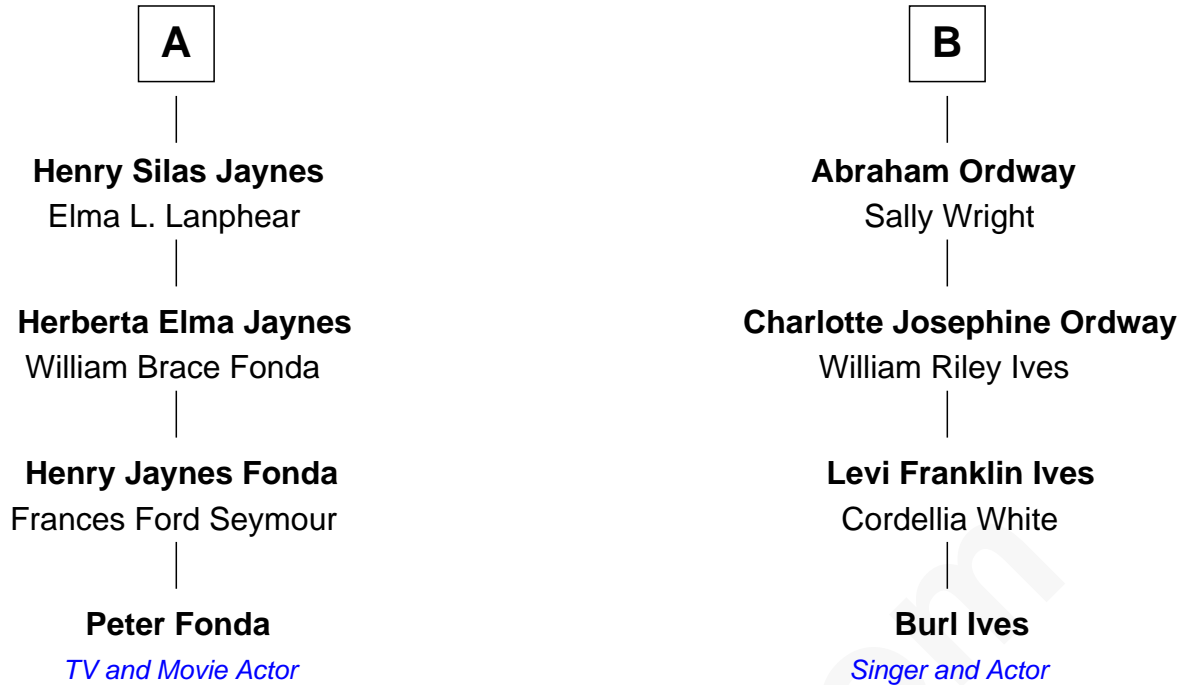 A
Henry Silas Jaynes
Elma L. Lanphear
Herberta Elma Jaynes
William Brace Fonda
Henry Jaynes Fonda
Frances Ford Seymour
Peter Fonda
TV and Movie Actor
B
Abraham Ordway
Sally Wright
Charlotte Josephine Ordway
William Riley Ives
Levi Franklin Ives
Cordellia White
Burl Ives
Singer and Actor
om